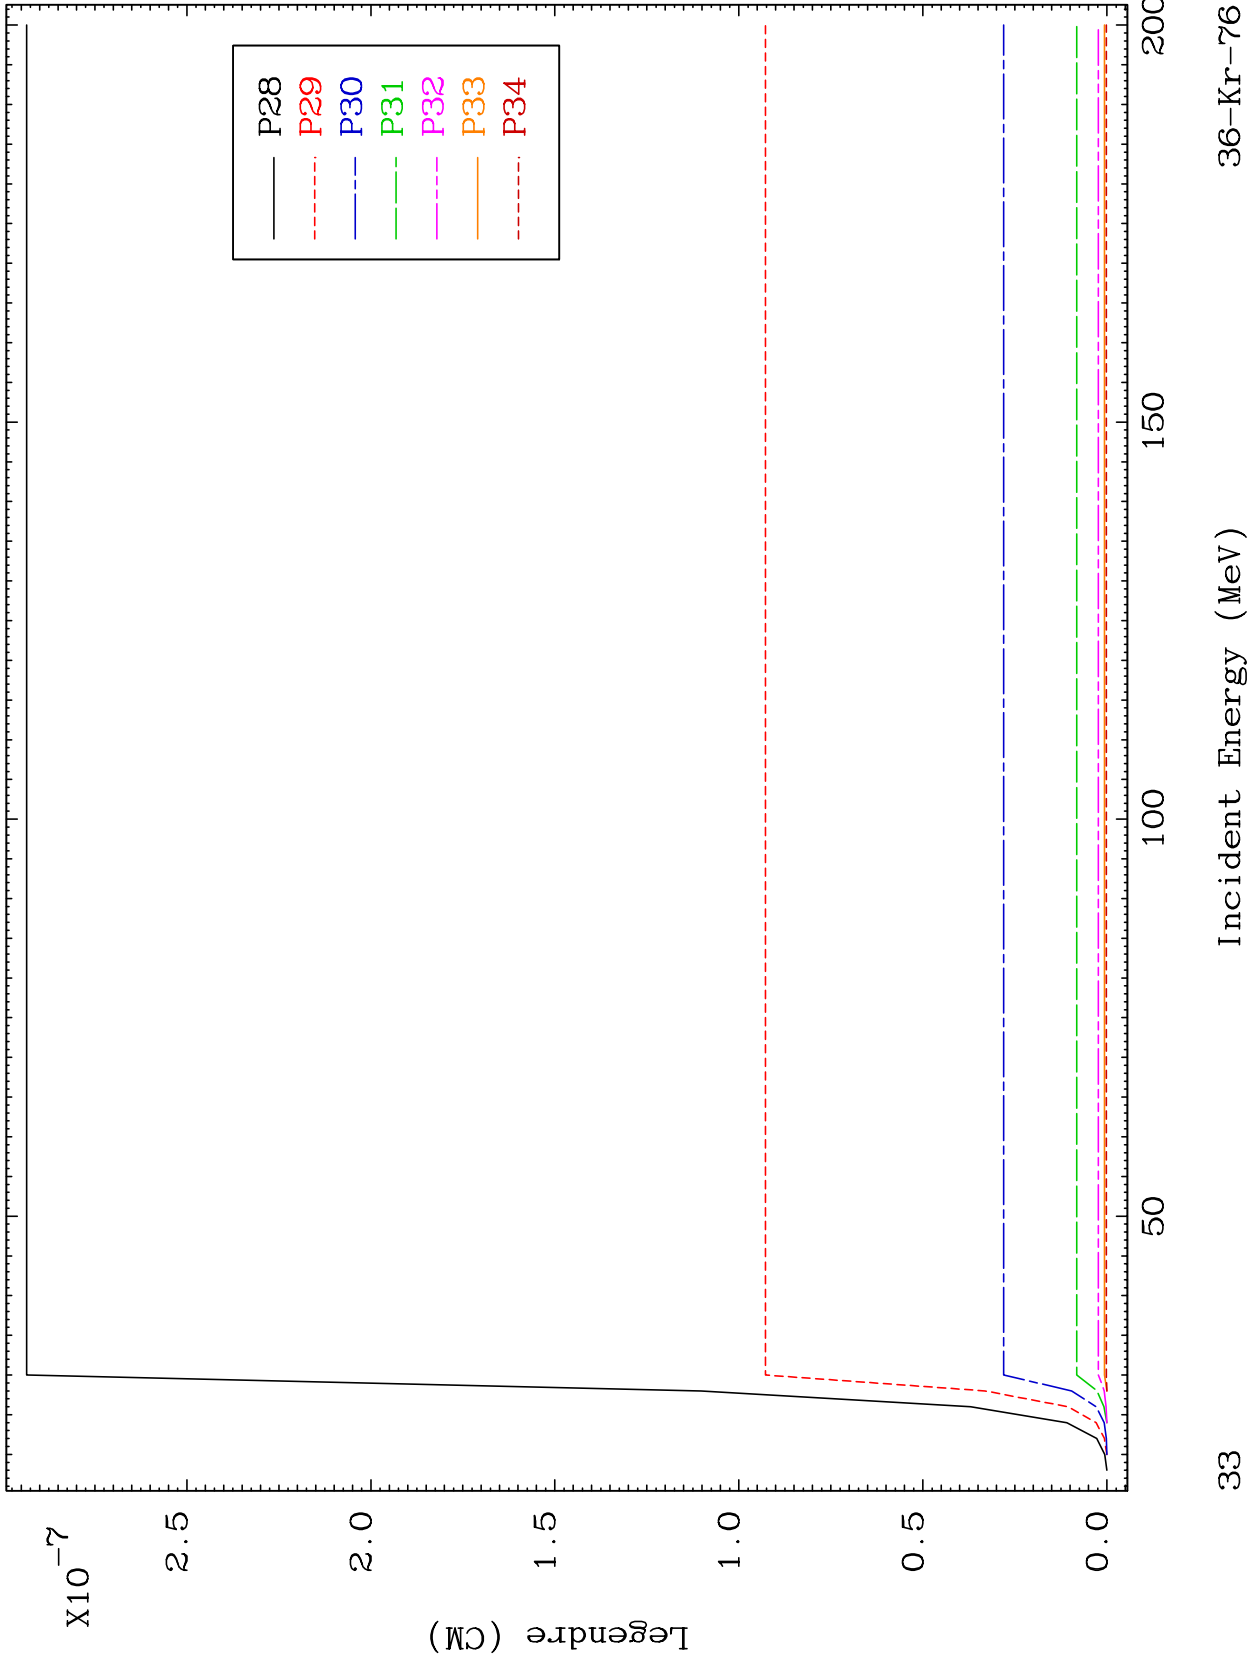 X10-7
2.5
2.0
1.5
1.0
0.5
0.0
Legendre (CM)
P28
P29
P30
P31
P32
P33
P34
50
100
150
200
Incident Energy (MeV)
33
36-Kr-76